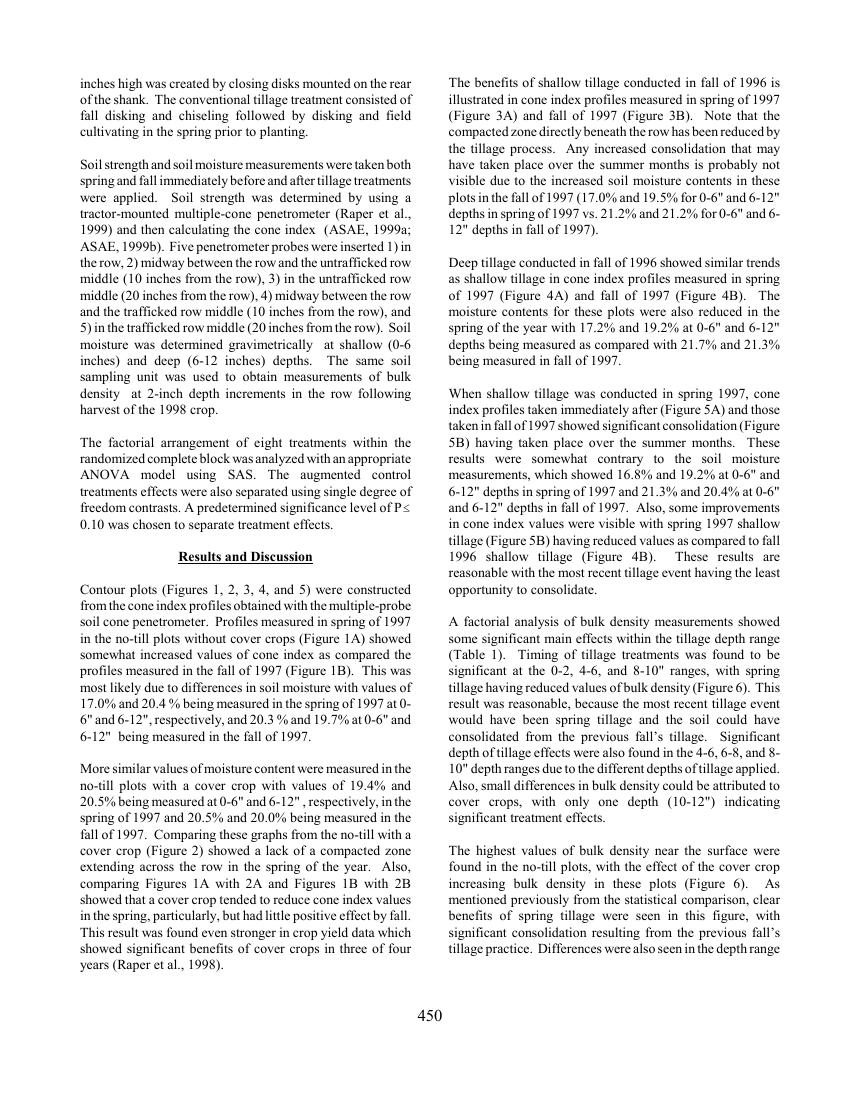 inches high was created by closing disks mounted on the rear
of the shank. The conventional tillage treatment consisted of
fall disking and chiseling followed by disking and field
cultivating in the spring prior to planting.
Soil strength and soil moisture measurements were taken both
spring and fall immediately before and after tillage treatments
were applied. Soil strength was determined by using a
tractor-mounted multiple-cone penetrometer (Raper et al.,
1999) and then calculating the cone index (ASAE, 1999a;
ASAE, 1999b). Five penetrometer probes were inserted 1) in
the row, 2) midway between the row and the untrafficked row
middle (10 inches from the row), 3) in the untrafficked row
middle (20 inches from the row), 4) midway between the row
and the trafficked row middle (10 inches from the row), and
5) in the trafficked row middle (20 inches from the row). Soil
moisture was determined gravimetrically at shallow (0-6
inches) and deep (6-12 inches) depths. The same soil
sampling unit was used to obtain measurements of bulk
density at 2-inch depth increments in the row following
harvest of the 1998 crop.
The factorial arrangement of eight treatments within the
randomized complete block was analyzed with an appropriate
ANOVA model using SAS. The augmented control
treatments effects were also separated using single degree of
freedom contrasts. A predetermined significance level of P≤
0.10 was chosen to separate treatment effects.
Results and Discussion
Contour plots (Figures 1, 2, 3, 4, and 5) were constructed
from the cone index profiles obtained with the multiple-probe
soil cone penetrometer. Profiles measured in spring of 1997
in the no-till plots without cover crops (Figure 1A) showed
somewhat increased values of cone index as compared the
profiles measured in the fall of 1997 (Figure 1B). This was
most likely due to differences in soil moisture with values of
17.0% and 20.4 % being measured in the spring of 1997 at 0-
6" and 6-12", respectively, and 20.3 % and 19.7% at 0-6" and
6-12" being measured in the fall of 1997.
More similar values of moisture content were measured in the
no-till plots with a cover crop with values of 19.4% and
20.5% being measured at 0-6" and 6-12" , respectively, in the
spring of 1997 and 20.5% and 20.0% being measured in the
fall of 1997. Comparing these graphs from the no-till with a
cover crop (Figure 2) showed a lack of a compacted zone
extending across the row in the spring of the year. Also,
comparing Figures 1A with 2A and Figures 1B with 2B
showed that a cover crop tended to reduce cone index values
in the spring, particularly, but had little positive effect by fall.
This result was found even stronger in crop yield data which
showed significant benefits of cover crops in three of four
years (Raper et al., 1998).
The benefits of shallow tillage conducted in fall of 1996 is
illustrated in cone index profiles measured in spring of 1997
(Figure 3A) and fall of 1997 (Figure 3B). Note that the
compacted zone directly beneath the row has been reduced by
the tillage process. Any increased consolidation that may
have taken place over the summer months is probably not
visible due to the increased soil moisture contents in these
plots in the fall of 1997 (17.0% and 19.5% for 0-6" and 6-12"
depths in spring of 1997 vs. 21.2% and 21.2% for 0-6" and 6-
12" depths in fall of 1997).
Deep tillage conducted in fall of 1996 showed similar trends
as shallow tillage in cone index profiles measured in spring
of 1997 (Figure 4A) and fall of 1997 (Figure 4B). The
moisture contents for these plots were also reduced in the
spring of the year with 17.2% and 19.2% at 0-6" and 6-12"
depths being measured as compared with 21.7% and 21.3%
being measured in fall of 1997.
When shallow tillage was conducted in spring 1997, cone
index profiles taken immediately after (Figure 5A) and those
taken in fall of 1997 showed significant consolidation (Figure
5B) having taken place over the summer months. These
results were somewhat contrary to the soil moisture
measurements, which showed 16.8% and 19.2% at 0-6" and
6-12" depths in spring of 1997 and 21.3% and 20.4% at 0-6"
and 6-12" depths in fall of 1997. Also, some improvements
in cone index values were visible with spring 1997 shallow
tillage (Figure 5B) having reduced values as compared to fall
1996 shallow tillage (Figure 4B). These results are
reasonable with the most recent tillage event having the least
opportunity to consolidate.
A factorial analysis of bulk density measurements showed
some significant main effects within the tillage depth range
(Table 1). Timing of tillage treatments was found to be
significant at the 0-2, 4-6, and 8-10" ranges, with spring
tillage having reduced values of bulk density (Figure 6). This
result was reasonable, because the most recent tillage event
would have been spring tillage and the soil could have
consolidated from the previous fall's tillage. Significant
depth of tillage effects were also found in the 4-6, 6-8, and 8-
10" depth ranges due to the different depths of tillage applied.
Also, small differences in bulk density could be attributed to
cover crops, with only one depth (10-12") indicating
significant treatment effects.
The highest values of bulk density near the surface were
found in the no-till plots, with the effect of the cover crop
increasing bulk density in these plots (Figure 6). As
mentioned previously from the statistical comparison, clear
benefits of spring tillage were seen in this figure, with
significant consolidation resulting from the previous fall's
tillage practice. Differences were also seen in the depth range
450